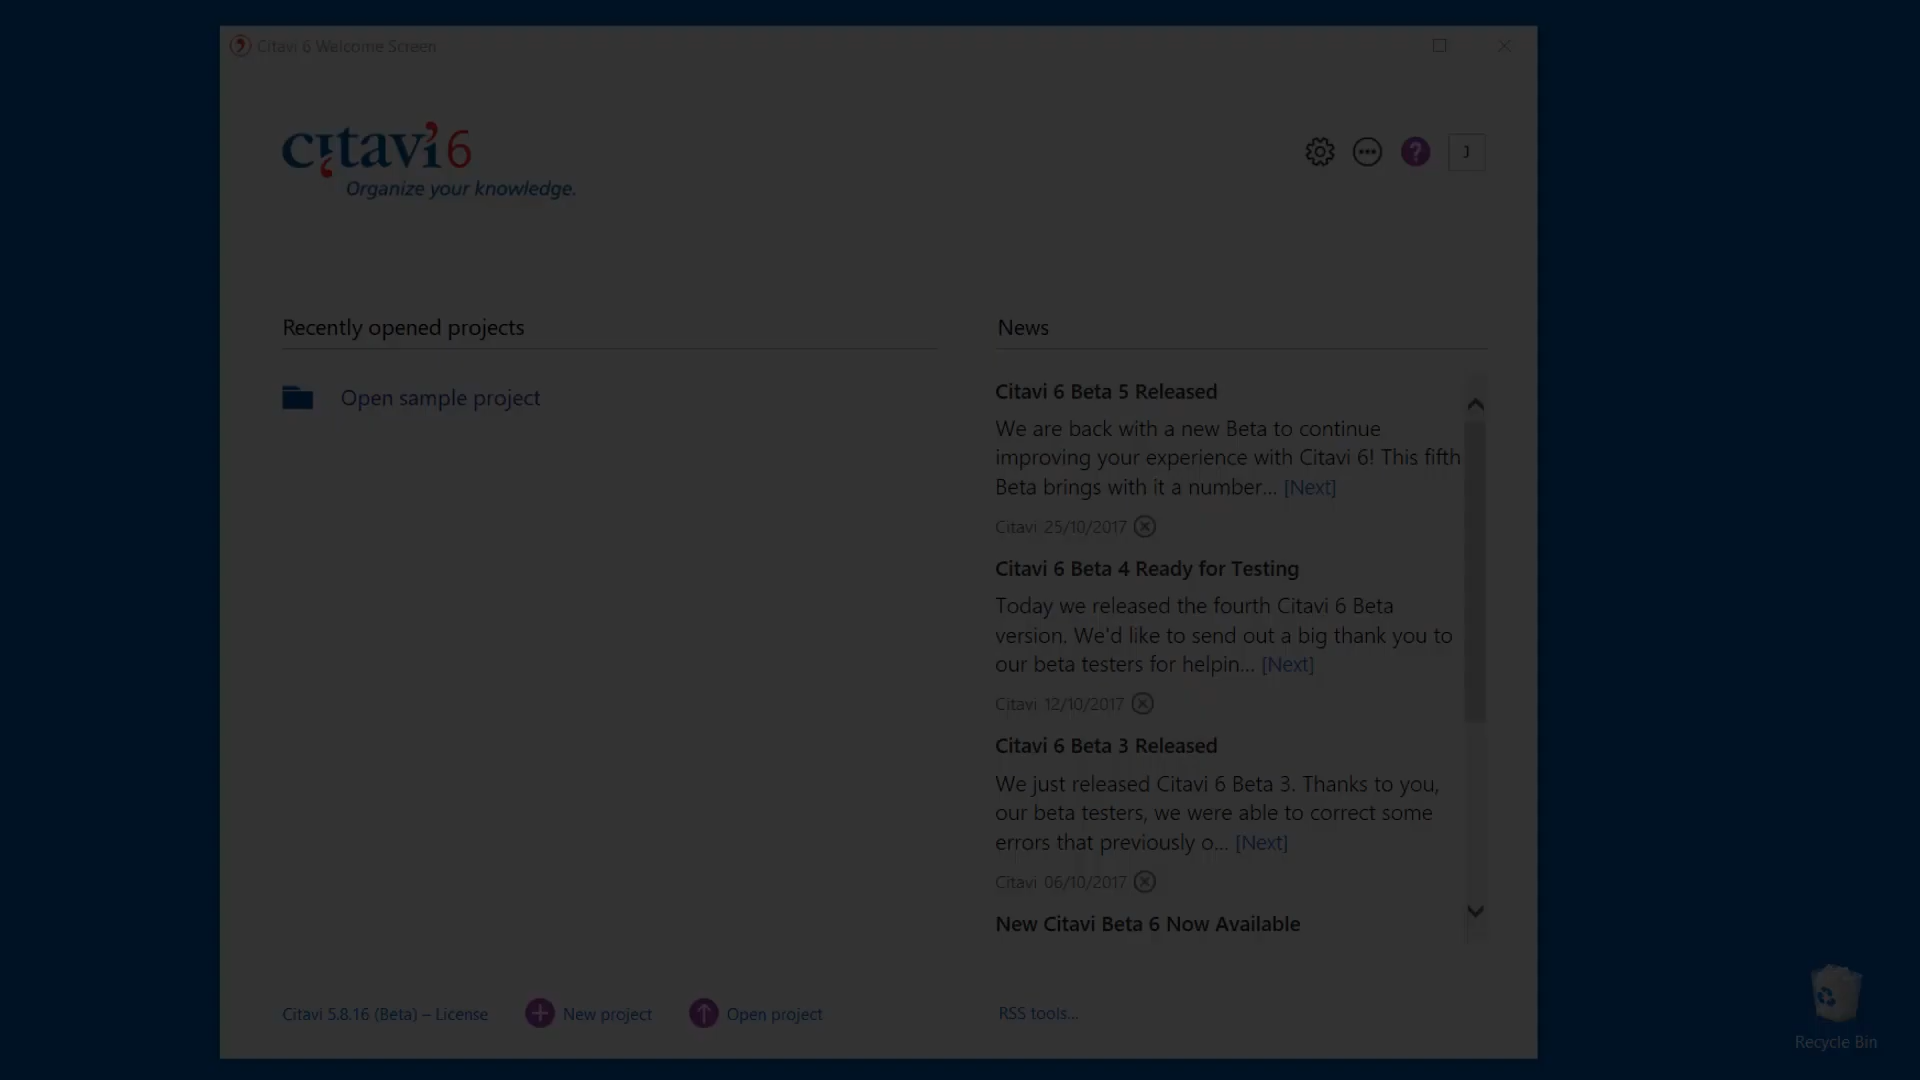 Citavi 6 Welcome Screen
citavi 6
Organize your knowledge.
J
Recently opened projects
Open sample project
News
Citavi 6 Beta 5 Released
We are back with a new Beta to continue
improving your experience with Citavi 6! This fifth
Beta brings with it a number... [Next]
Citavi 25/10/2017
Citavi 6 Beta 4 Ready for Testing
Today we released the fourth Citavi 6 Beta
version. We'd like to send out a big thank you to
our beta testers for helpin... [Next]
Citavi 12/10/2017
Citavi 6 Beta 3 Released
We just released Citavi 6 Beta 3. Thanks to you,
our beta testers, we were able to correct some
errors that previously o... [Next]
Citavi 06/10/2017
New Citavi Beta 6 Now Available
Citavi 5.8.16 (Beta) – License
New project
Open project
RSS tools...
Recycle Bin